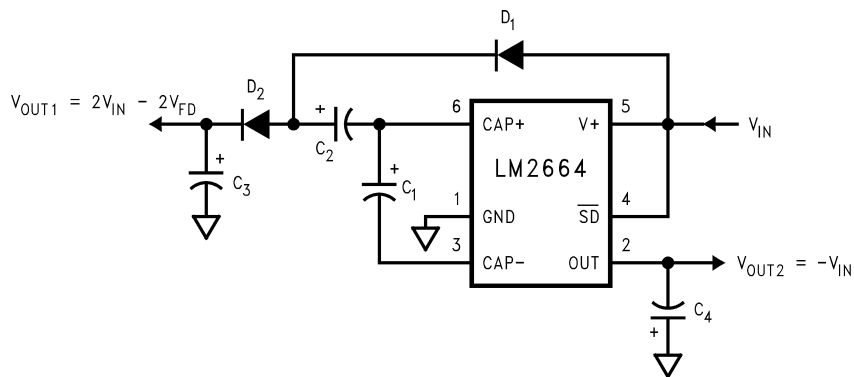 D1
VOUT1 = 2VIN - 2VFD
D2
+
C2
6
CAP+
V+
5
VIN
LM2664
+
C1
+
C3
1
GND
SD
4
3
CAP-
OUT
2
VOUT2 = -VIN
C4
+